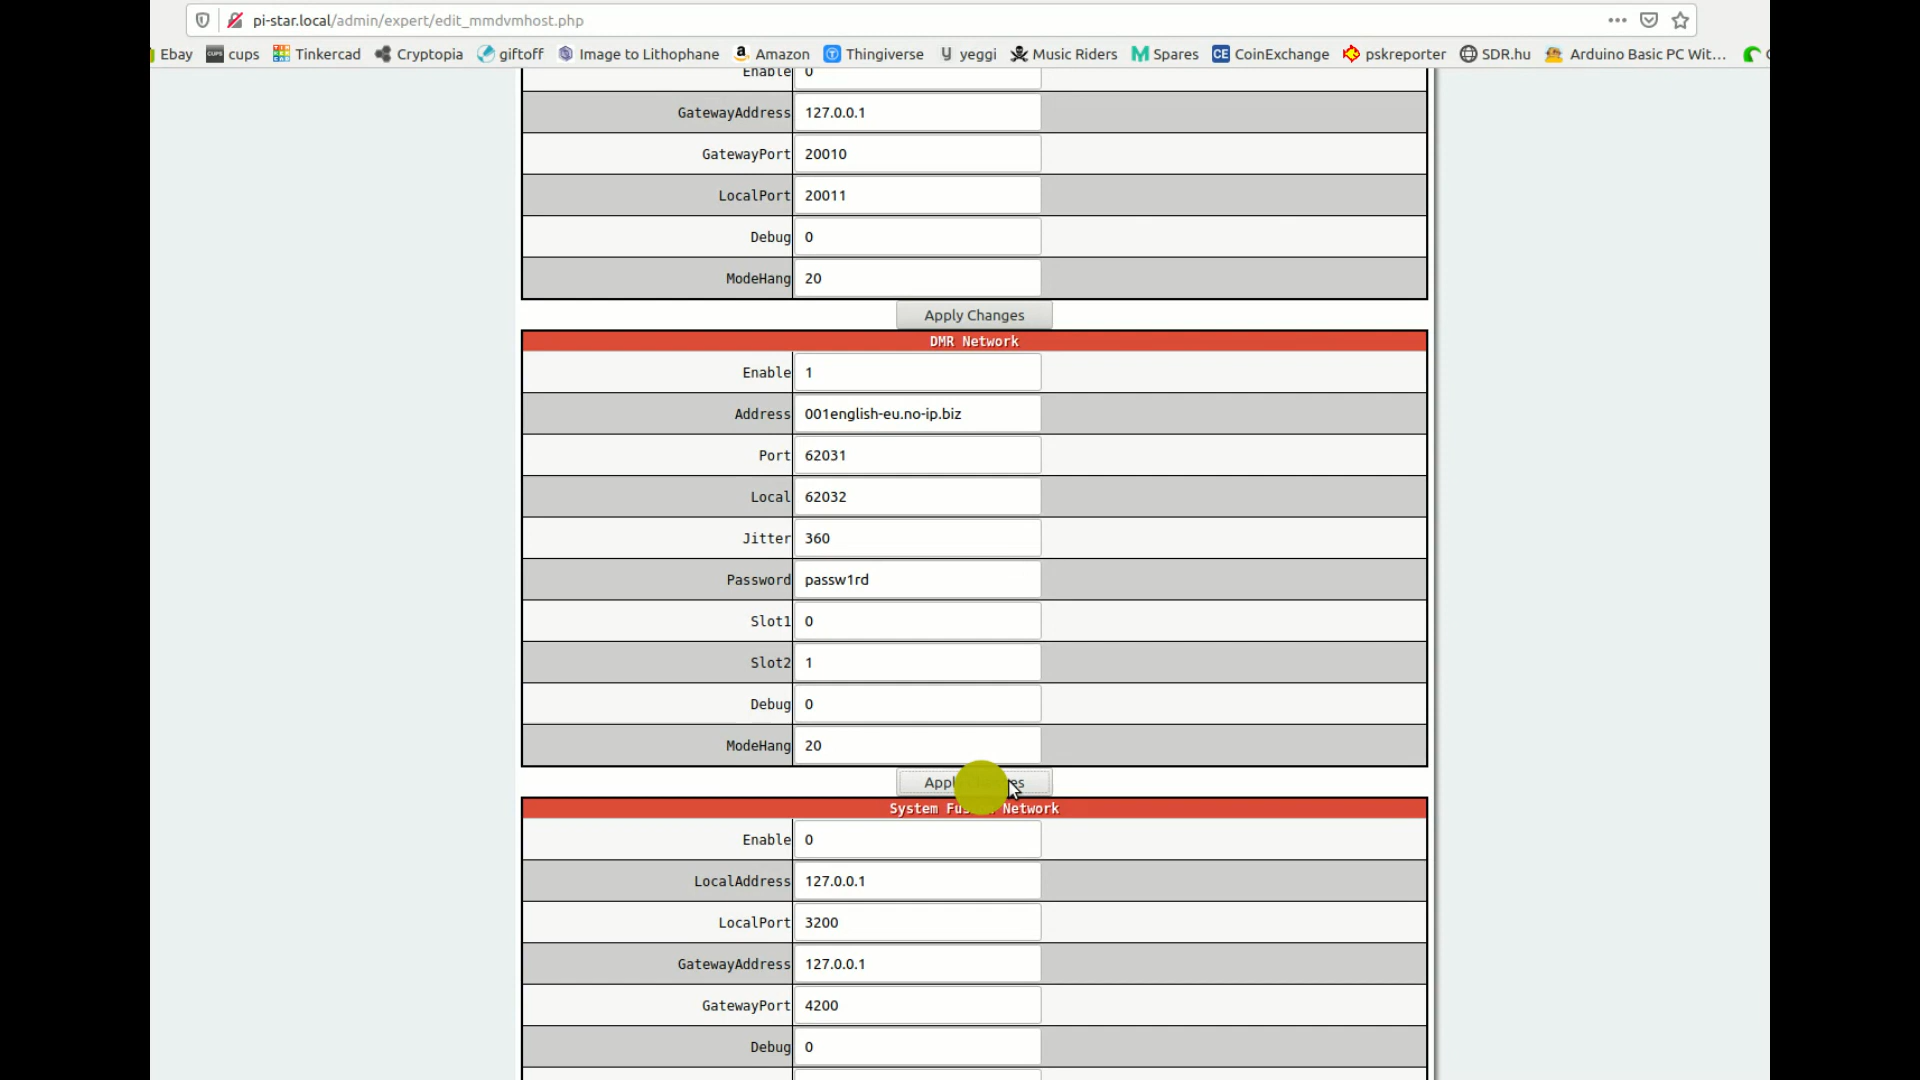 pi-star.local/admin/expert/edit_mmdvmhost.php
Ebay cups Tinkercad Cryptopia giftoff Image to Lithophane Amazon Thingiverse yeggi Music Riders Spares CoinExchange pskreporter SDR.hu Arduino Basic PC Wit...
Enable 0
GatewayAddress 127.0.0.1
GatewayPort 20010
LocalPort 20011
Debug 0
ModeHang 20
Apply Changes
DMR Network
Enable 1
Address 001english-eu.no-ip.biz
Port 62031
Local 62032
Jitter 360
Password passw1rd
Slot1 0
Slot2 1
Debug 0
ModeHang 20
System Network
Enable 0
LocalAddress 127.0.0.1
LocalPort 3200
GatewayAddress 127.0.0.1
GatewayPort 4200
Debug 0